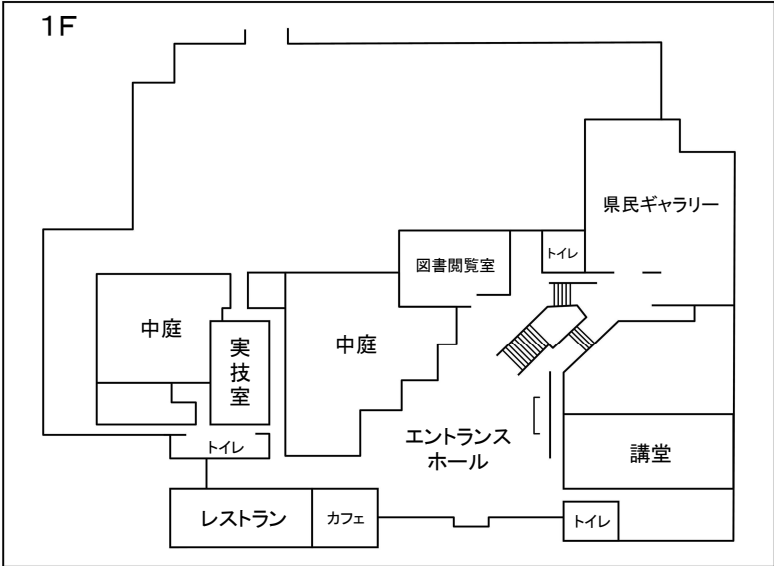 1F
県民ギャラリー
トイレ
図書閲覧室
中庭
中庭
実技室
エントランス
ホール
講堂
トイレ
レストラン
カフェ
トイレ